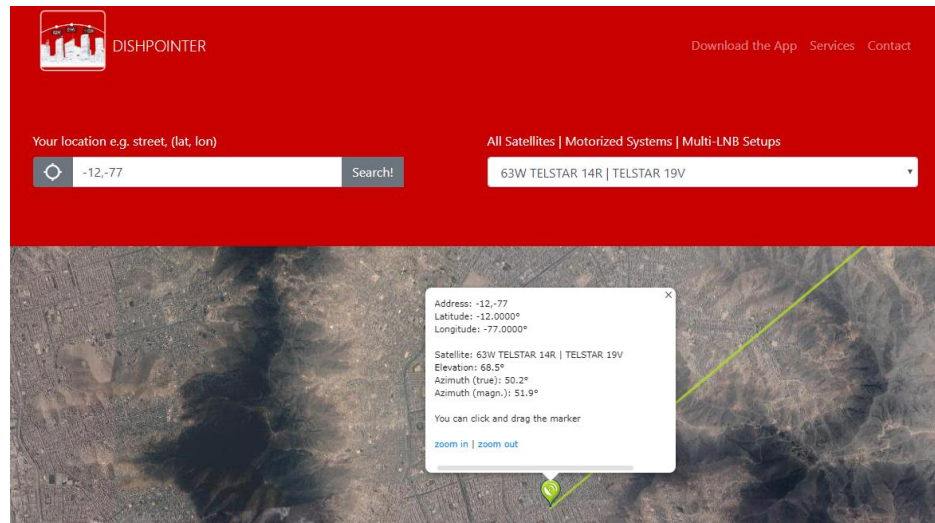 DISHPOINTER
Download the App Services Contact
Your location e.g. street, (lat, lon)
-12,-77
Search!
All Satellites | Motorized Systems | Multi-LNB Setups
63W TELSTAR 14R | TELSTAR 19V
Address: -12,-77
Latitude: -12.0000°
Longitude: -77.0000°
Satellite: 63W TELSTAR 14R | TELSTAR 19V
Elevation: 68.5°
Azimuth (true): 50.2°
Azimuth (magn.): 51.9°
You can click and drag the marker
zoom in | zoom out